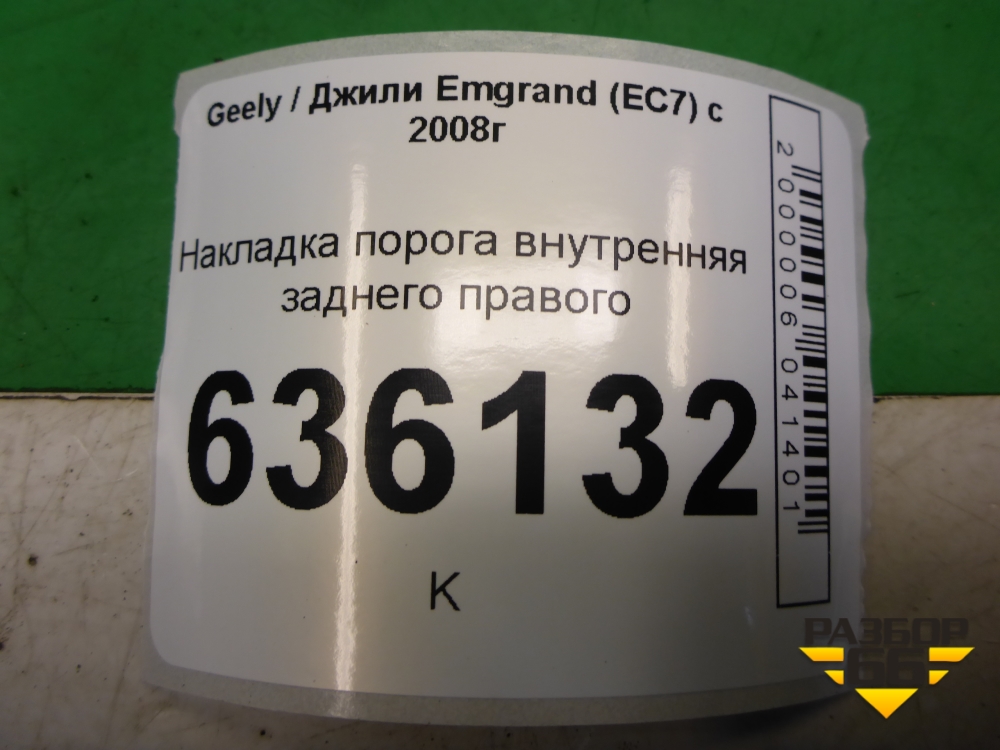 Geely / Джили Emgrand (EC7) с
2008г
Накладка порога внутренняя
заднего правого
636132
К
2000006041401
РАЗБОР
66